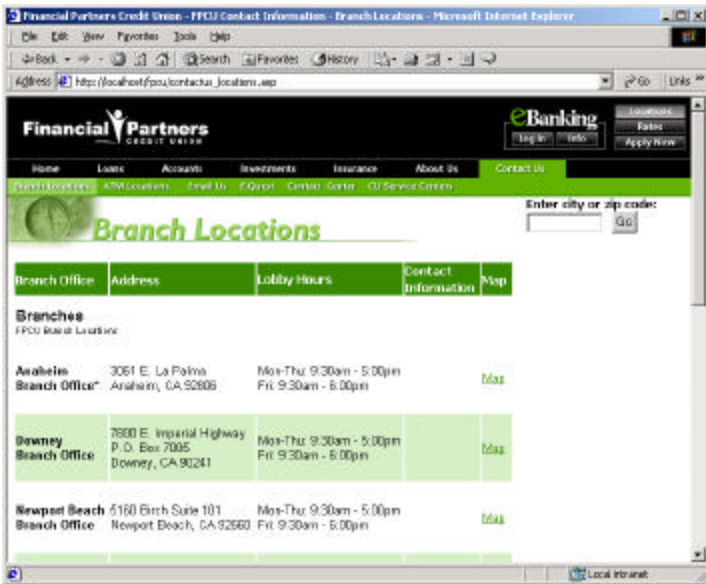 Financial Partners Credit Union - FPCU Contact Information - Branch Locations - Microsoft Internet Explorer
File Edit View Favorites Tools Help
Back Search Favorites History
Address http://localhost/fpcu/contactus_locations.asp Go Links »
Financial Partners
CREDIT UNION
eBanking
Log In Info
Locations
Rates
Apply Now
Home Loans Accounts Investments Insurance About Us Contact Us
Branch Locations ATM Locations Email Us Contact Center CU Service Centers
Enter city or zip code:
Go
Branch Locations
Branch Office Address Lobby Hours Contact Information Map
Branches
FPCU Branch Locations
Anaheim Branch Office*
3061 E. La Palma
Anaheim, CA 92806
Mon-Thu: 9:30am - 5:00pm
Fri: 9:30am - 6:00pm
Map
Downey Branch Office
7800 E. Imperial Highway
P.O. Box 7005
Downey, CA 90241
Mon-Thu: 9:30am - 5:00pm
Fri: 9:30am - 6:00pm
Map
Newport Beach Branch Office
5160 Birch Suite 101
Newport Beach, CA 92660
Mon-Thu: 9:30am - 5:00pm
Fri: 9:30am - 6:00pm
Map
Local intranet